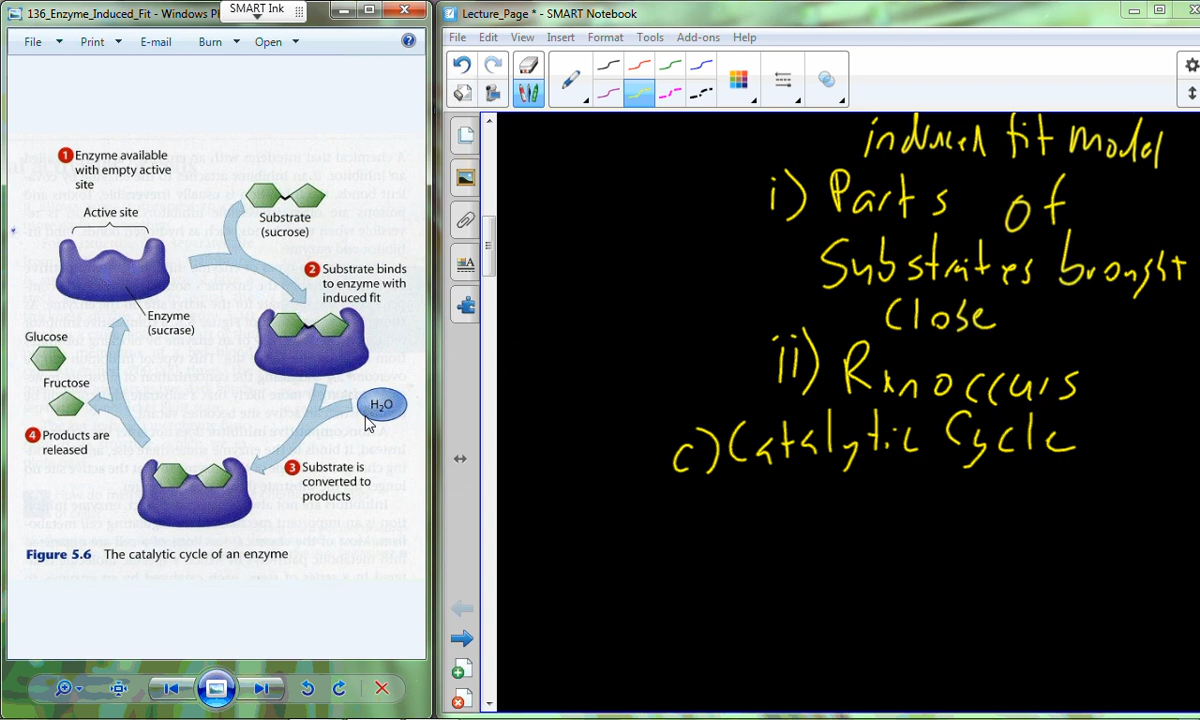 136_Enzyme_Induced_Fit - Windows Ph
SMART Ink
File Print E-mail Burn Open
1 Enzyme available
with empty active
site
Active site
Substrate
(sucrose)
2 Substrate binds
to enzyme with
induced fit
Enzyme
(sucrase)
Glucose
Fructose
H2O
4 Products are
released
3 Substrate is
converted to
products
Figure 5.6 The catalytic cycle of an enzyme
Lecture_Page * - SMART Notebook
File Edit View Insert Format Tools Add-ons Help
induced fit model
i) Parts of
Substrates brought
close
ii) Rxn occurs
c) Catalytic Cycle